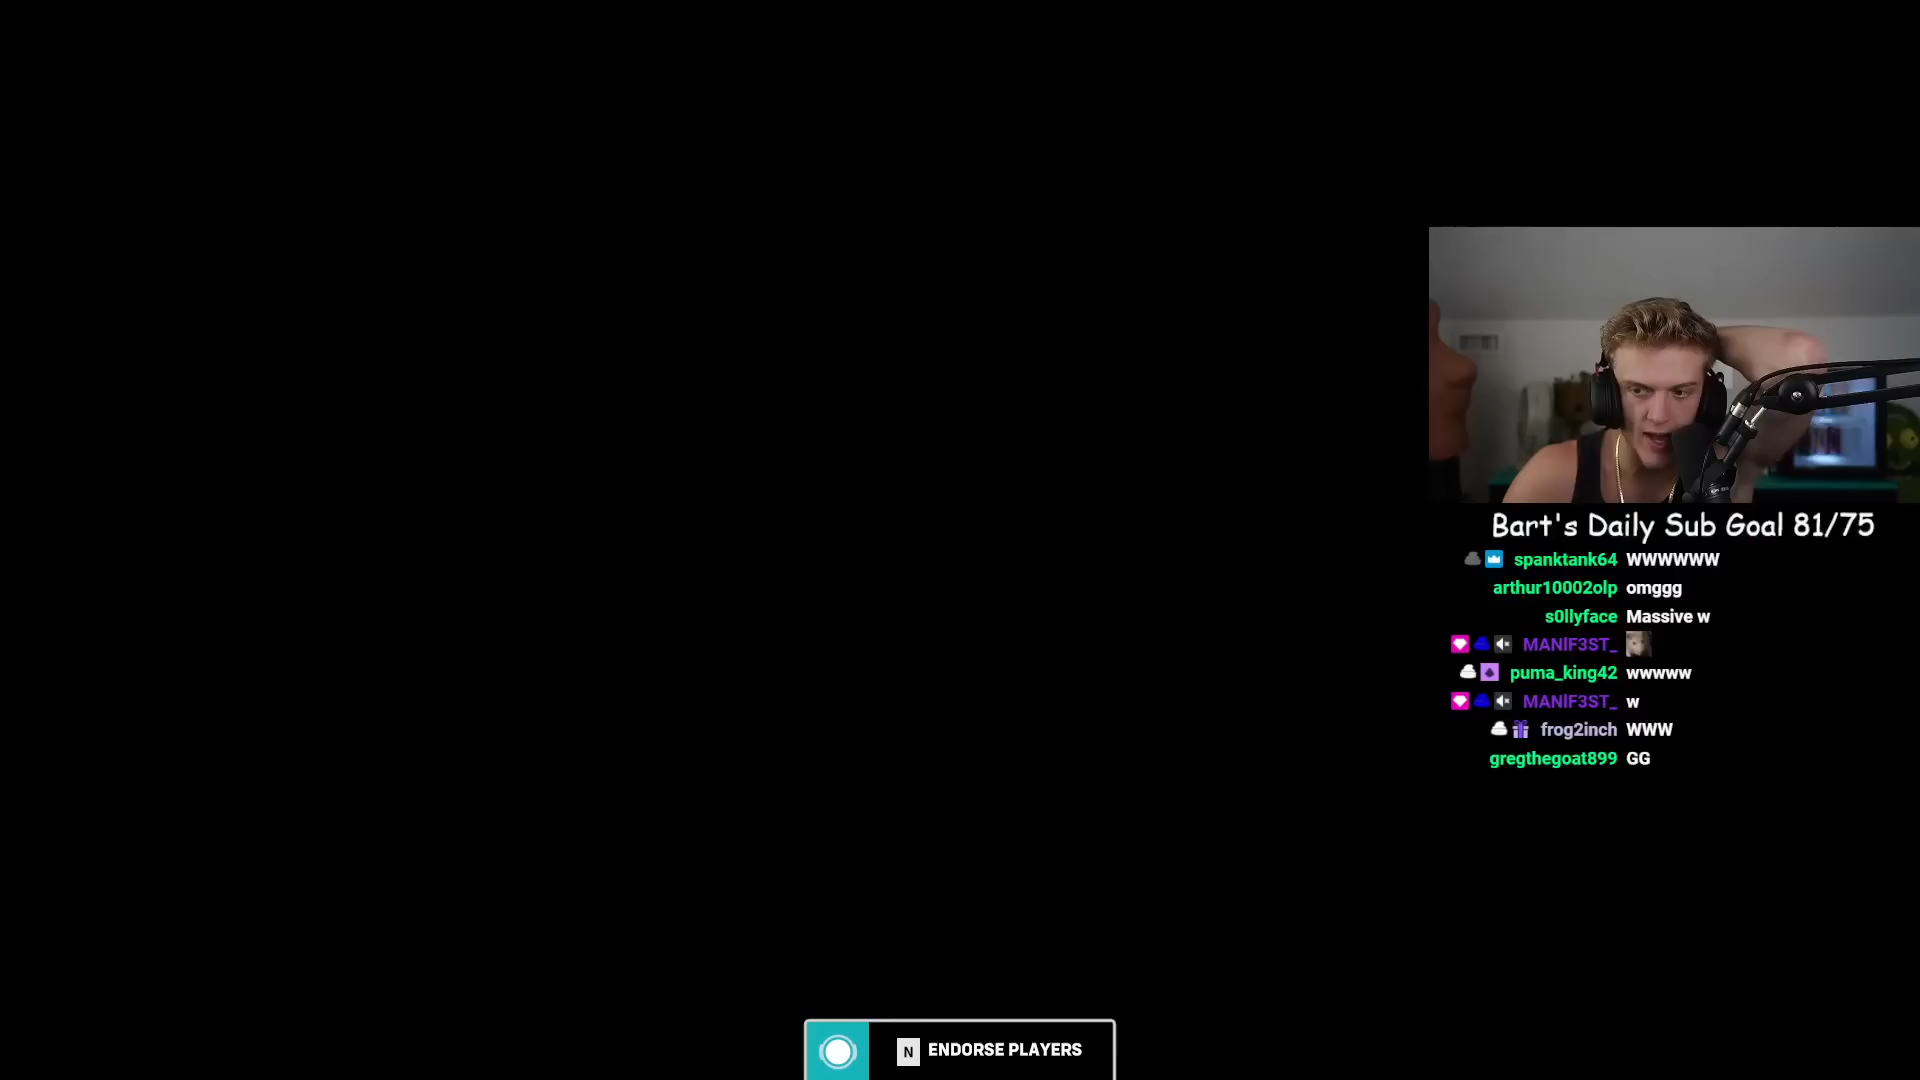 Bart's Daily Sub Goal 81/75
spanktank64 WWWWWW
arthur10002olp omggg
s0llyface Massive w
MANIF3ST_
puma_king42 wwwww
MANIF3ST_ w
frog2inch WWW
gregthegoat899 GG
N ENDORSE PLAYERS